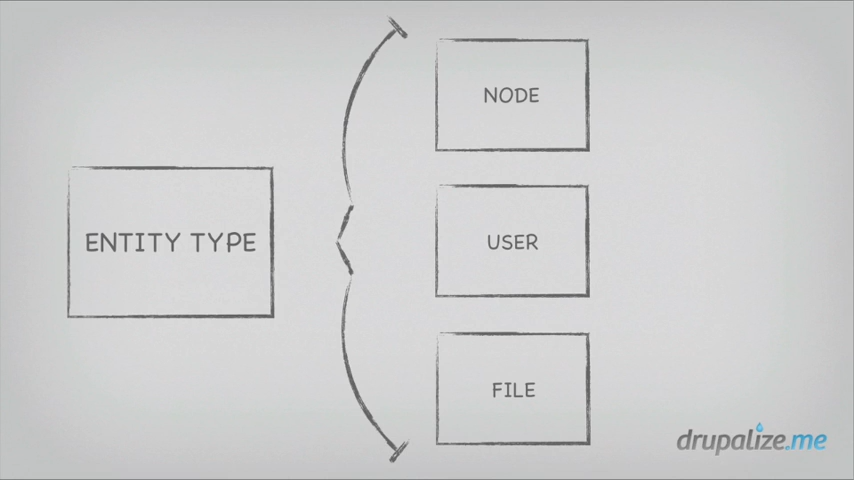 NODE
ENTITY TYPE
USER
FILE
drupalize.me